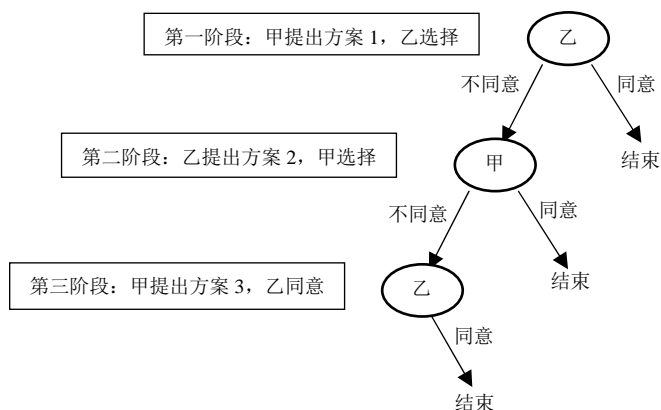 第一阶段：甲提出方案 1，乙选择
乙
不同意
同意
第二阶段：乙提出方案 2，甲选择
甲
结束
不同意
同意
第三阶段：甲提出方案 3，乙同意
乙
结束
同意
结束